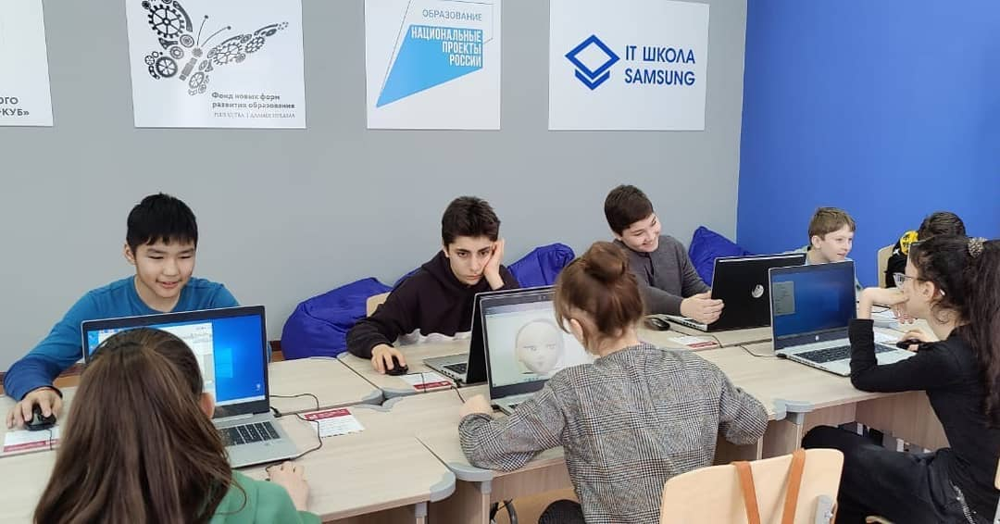 ОГО
-КУБ»
Фонд новых форм
развития образования
ОБРАЗОВАНИЕ
НАЦИОНАЛЬНЫЕ
ПРОЕКТЫ
РОССИИ
IT ШКОЛА
SAMSUNG